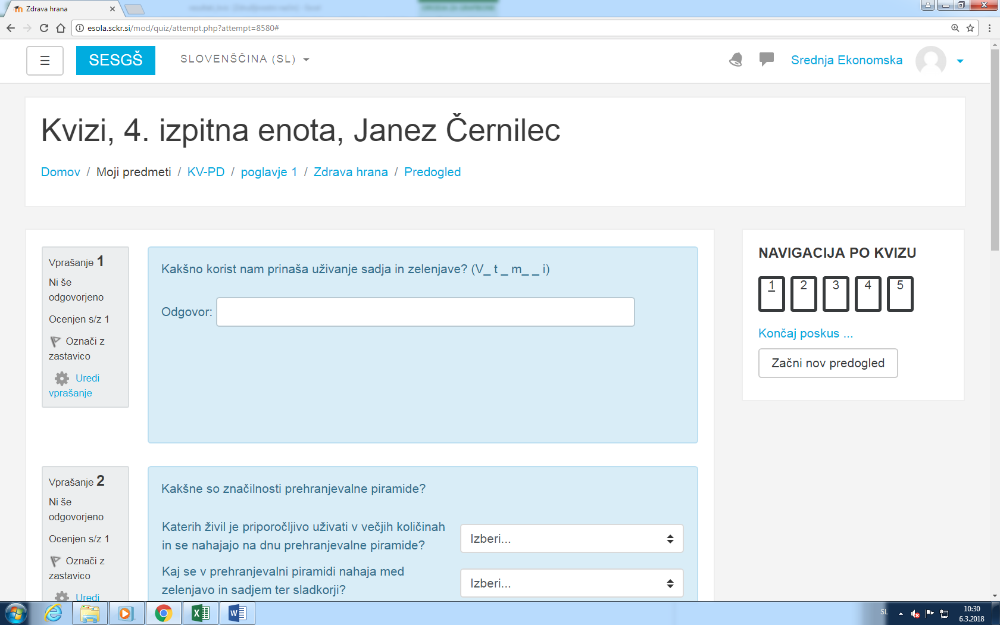 Zdrava hrana
esola.sckr.si/mod/quiz/attempt.php?attempt=8580#
SESGŠ
SLOVENŠČINA (SL)
Srednja Ekonomska
Kvizi, 4. izpitna enota, Janez Černilec
Domov / Moji predmeti / KV-PD / poglavje 1 / Zdrava hrana / Predogled
Vprašanje 1
Ni še
odgovorjeno
Ocenjen s/z 1
Označi z
zastavico
Uredi
vprašanje
Kakšno korist nam prinaša uživanje sadja in zelenjave? (V_ t _ m_ _ i)
Odgovor:
NAVIGACIJA PO KVIZU
1 2 3 4 5
Končaj poskus ...
Začni nov predogled
Vprašanje 2
Ni še
odgovorjeno
Ocenjen s/z 1
Označi z
zastavico
Uredi
Kakšne so značilnosti prehranjevalne piramide?
Katerih živil je priporočljivo uživati v večjih količinah
in se nahajajo na dnu prehranjevalne piramide?
Izberi...
Kaj se v prehranjevalni piramidi nahaja med
zelenjavo in sadjem ter sladkorji?
Izberi...
SL
10:30
6.3.2018